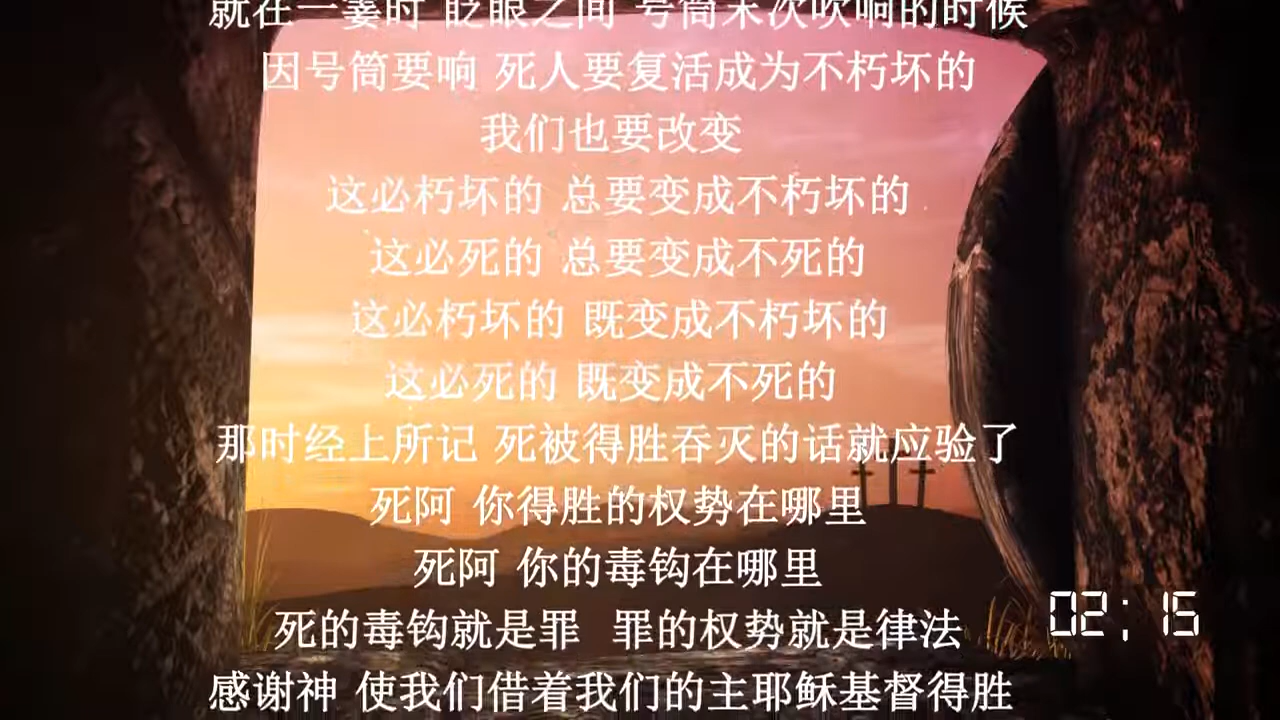 就在一霎时 眨眼之间 号筒末次吹响的时候
因号筒要响 死人要复活成为不朽坏的
我们也要改变
这必朽坏的 总要变成不朽坏的
这必死的 总要变成不死的
这必朽坏的 既变成不朽坏的
这必死的 既变成不死的
那时经上所记 死被得胜吞灭的话就应验了
死阿 你得胜的权势在哪里
死阿 你的毒钩在哪里
死的毒钩就是罪 罪的权势就是律法
02:15
感谢神 使我们借着我们的主耶稣基督得胜